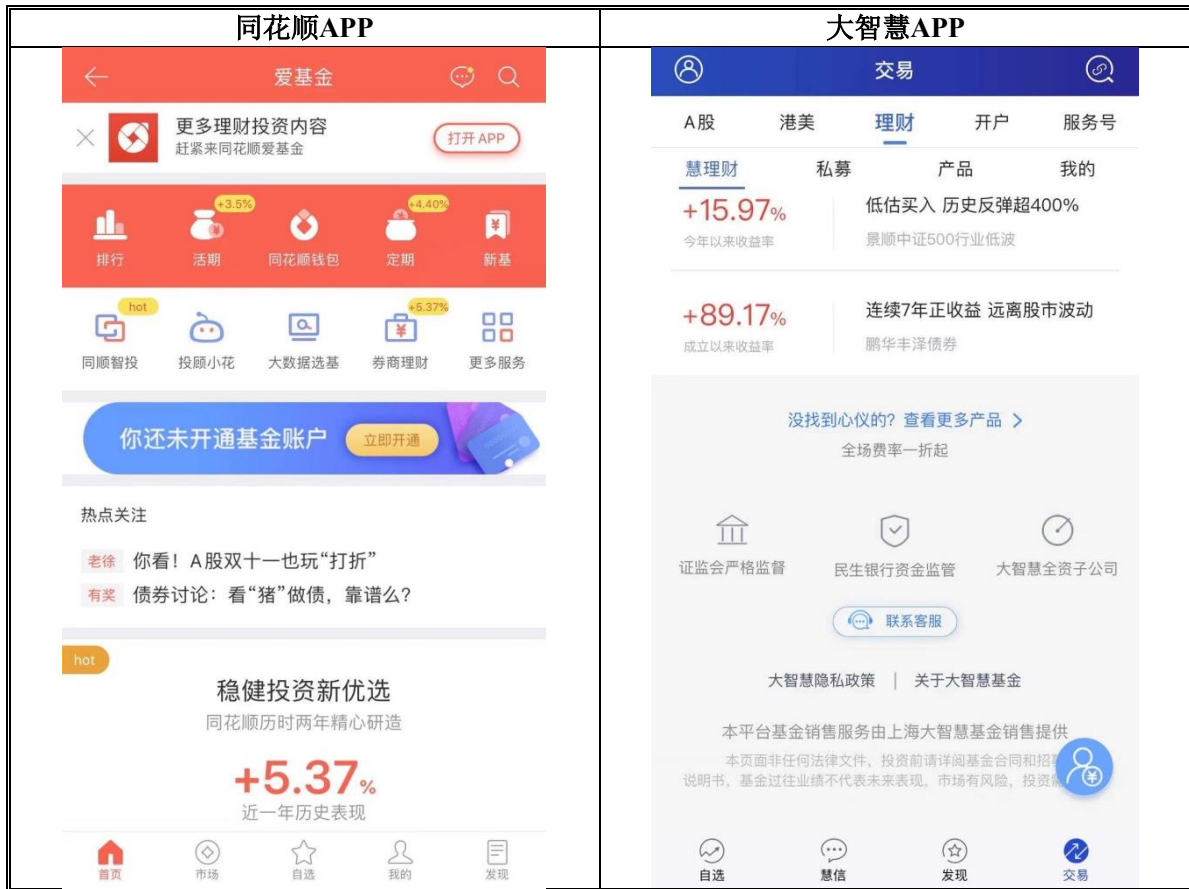 同花顺APP
爱基金
更多理财投资内容
赶紧来同花顺爱基金
打开 APP
+3.5%
+4.40%
排行
活期
同花顺钱包
定期
新基
hot
+5.37%
同顺智投
投顾小花
大数据选基
券商理财
更多服务
你还未开通基金账户
立即开通
热点关注
老徐 你看！A股双十一也玩“打折”
有奖 债券讨论：看“猪”做债，靠谱么？
hot
稳健投资新优选
同花顺历时两年精心研造
+5.37%
近一年历史表现
首页
市场
自选
我的
发现
大智慧APP
交易
A股
港美
理财
开户
服务号
慧理财
私募
产品
我的
+15.97%
今年以来收益率
低估买入 历史反弹超400%
景顺中证500行业低波
+89.17%
成立以来收益率
连续7年正收益 远离股市波动
鹏华丰泽债券
没找到心仪的？查看更多产品 >
全场费率一折起
证监会严格监督
民生银行资金监管
大智慧全资子公司
联系客服
大智慧隐私政策 | 关于大智慧基金
本平台基金销售服务由上海大智慧基金销售提供
本页面非任何法律文件，投资前请详阅基金合同和招
说明书，基金过往业绩不代表未来表现，市场有风险，投资
自选
慧信
发现
交易